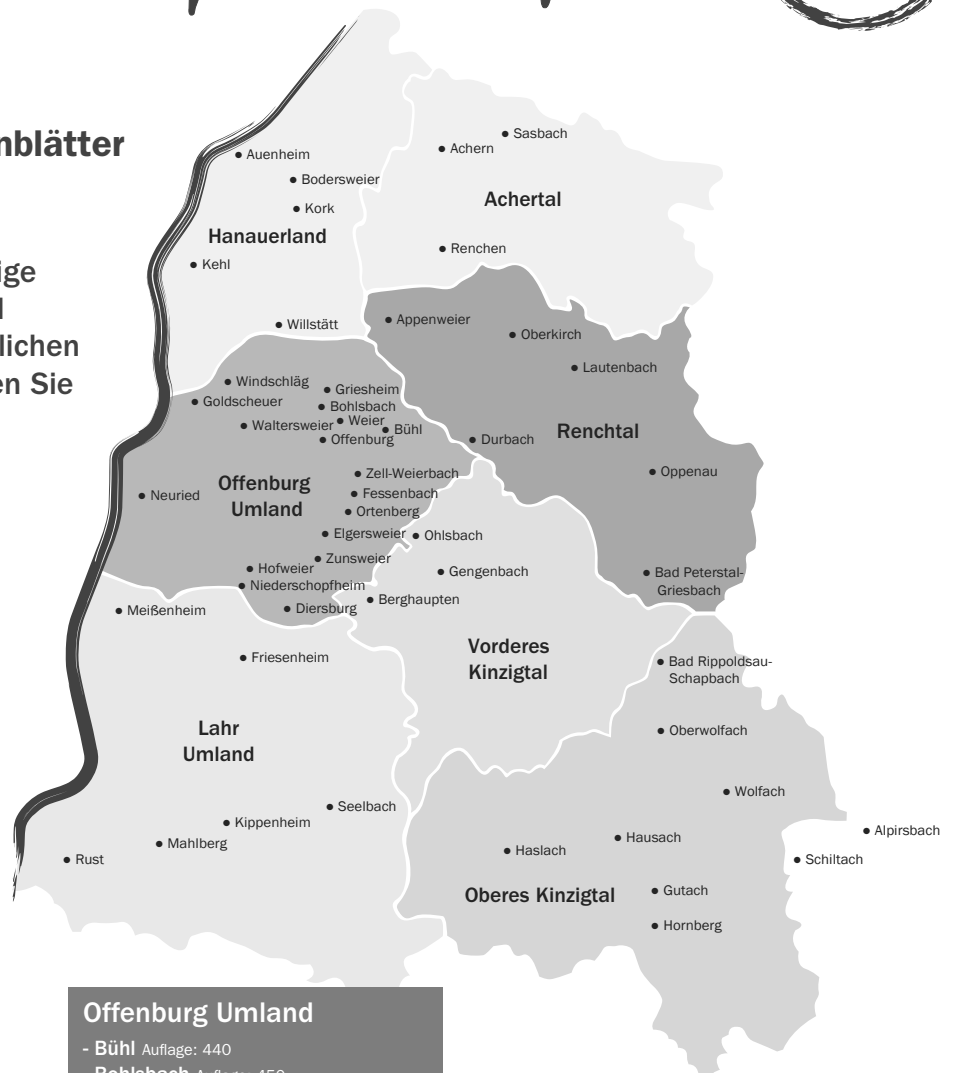 nblätter
ige
lichen
en Sie
Sasbach
Achern
Auenheim
Bodersweier
Achertal
Kork
Hanauerland
Renchen
Kehl
Appenweier
Willstätt
Oberkirch
Lautenbach
Windschläg
Griesheim
Goldscheuer
Bohlsbach
Weier
Waltersweier
Bühl
Offenburg
Durbach
Renchtal
Oppenau
Zell-Weierbach
Offenburg
Umland
Fessenbach
Neuried
Ortenberg
Elgersweier
Ohlsbach
Zunsweier
Hofweier
Gengenbach
Bad Peterstal-
Griesbach
Niederschopfheim
Berghaupten
Diersburg
Meißenheim
Vorderes
Kinzigtal
Friesenheim
Bad Rippoldsau-
Schapbach
Lahr
Umland
Oberwolfach
Wolfach
Seelbach
Kippenheim
Alpirsbach
Hausach
Mahlberg
Haslach
Rust
Schiltach
Oberes Kinzigtal
Gutach
Hornberg
Offenburg Umland
- Bühl Auflage: 440
- Bohlsbach Auflage: 450